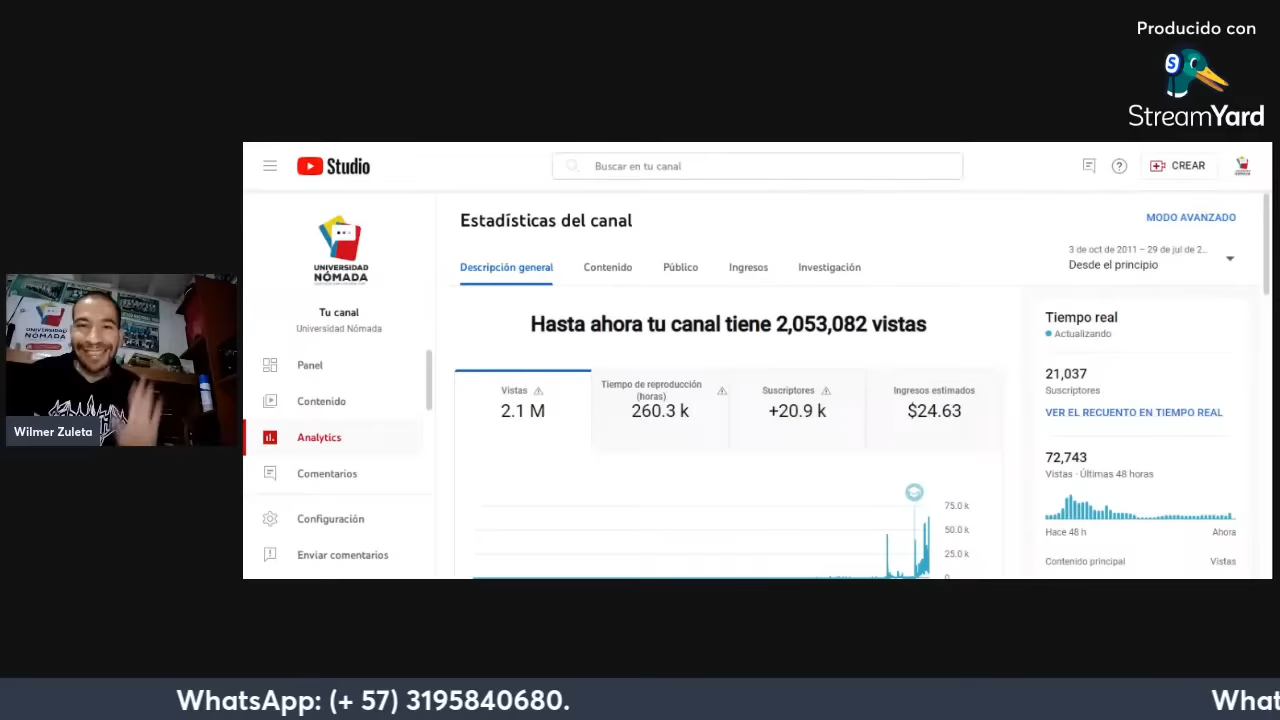 Producido con
StreamYard
Studio
Buscar en tu canal
?
CREAR
UNIVERSIDAD
NÓMADA
Tu canal
Universidad Nómada
Panel
Contenido
Analytics
Comentarios
Configuración
Enviar comentarios
Estadísticas del canal
MODO AVANZADO
Descripción general
Contenido
Público
Ingresos
Investigación
3 de oct de 2011 – 29 de jul de 2...
Desde el principio
Hasta ahora tu canal tiene 2,053,082 vistas
Vistas
2.1 M
Tiempo de reproducción
(horas)
260.3 k
Suscriptores
+20.9 k
Ingresos estimados
$24.63
75.0 k
50.0 k
25.0 k
0
Tiempo real
Actualizando
21,037
Suscriptores
VER EL RECUENTO EN TIEMPO REAL
72,743
Vistas · Últimas 48 horas
Hace 48 h
Ahora
Contenido principal
Vistas
UNIVERSIDAD
NÓMADA
Wilmer Zuleta
WhatsApp: (+ 57) 3195840680.
What